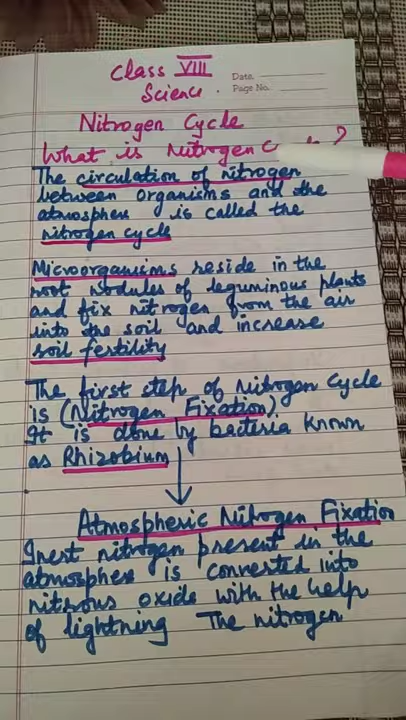 Class VIII
Date.
Science.
Page No.
Nitrogen Cycle
What is Nitrogen ?
The circulation of nitrogen
between organisms and the
atmosphere is called the
nitrogen cycle
Microorganisms reside in the
root nodules of leguminous plants
and fix nitrogen from the air
into the soil and increase
soil fertility
The first step of Nitrogen Cycle
is (Nitrogen Fixation).
It is done by bacteria known
as Rhizobium
Atmospheric Nitrogen Fixation
Inert nitrogen present in the
atmosphere is converted into
nitrous oxide with the help
of lightning The nitrogen